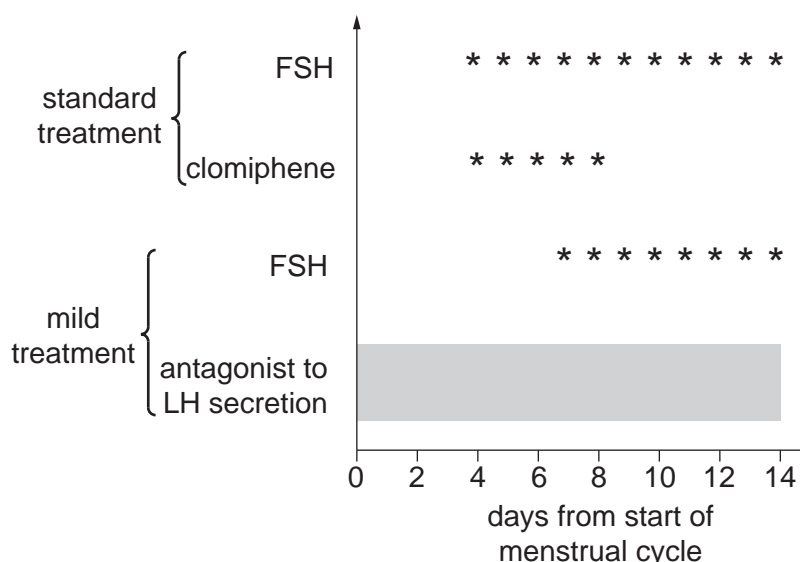 FSH
* * * * * * * * * * *
standard
treatment
clomiphene
* * * * *
FSH
* * * * * * * *
mild
treatment
antagonist to
LH secretion
0 2 4 6 8 10 12 14
days from start of
menstrual cycle